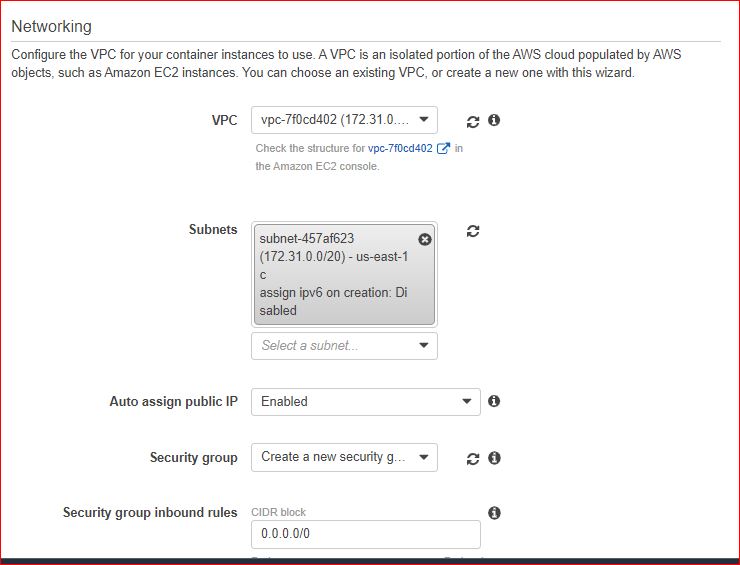 Networking
Configure the VPC for your container instances to use. A VPC is an isolated portion of the AWS cloud populated by AWS
objects, such as Amazon EC2 instances. You can choose an existing VPC, or create a new one with this wizard.
VPC vpc-7f0cd402 (172.31.0....
Check the structure for vpc-7f0cd402 in
the Amazon EC2 console.
Subnets subnet-457af623
(172.31.0.0/20) - us-east-1
c
assign ipv6 on creation: Di
sabled
Select a subnet...
Auto assign public IP Enabled
Security group Create a new security g...
Security group inbound rules CIDR block
0.0.0.0/0